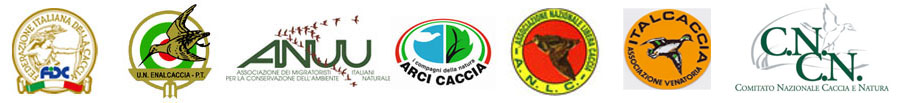 FEDERAZIONE ITALIANA DELLA CACCIA
FIDC
U.N. ENALCACCIA - P.T.
ANUU
ASSOCIAZIONE DEI MIGRATORISTI ITALIANI
PER LA CONSERVAZIONE DELL'AMBIENTE NATURALE
i compagni della natura
ARCI CACCIA
ASSOCIAZIONE NAZIONALE LIBERA CACCIA
A.N.L.C.
ITALCACCIA
ASSOCIAZIONE VENATORIA
C.N.
C.N.
COMITATO NAZIONALE CACCIA E NATURA